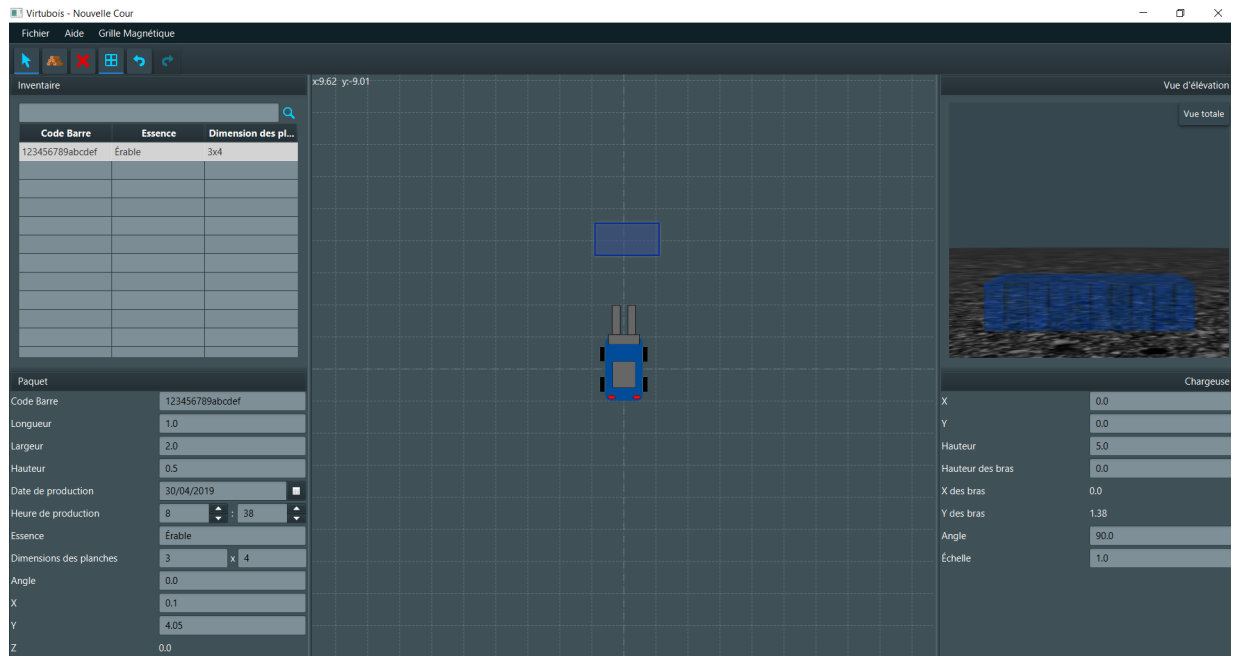 Virtubois - Nouvelle Cour
Fichier Aide Grille Magnétique
Inventaire
Code Barre Essence Dimension des pl...
123456789abcdef Érable 3x4
Paquet
Code Barre 123456789abcdef
Longueur 1.0
Largeur 2.0
Hauteur 0.5
Date de production 30/04/2019
Heure de production 8 : 38
Essence Érable
Dimensions des planches 3 x 4
Angle 0.0
X 0.1
Y 4.05
Z 0.0
x:9.62 y:-9.01
Vue d'élévation
Vue totale
Chargeuse
X 0.0
Y 0.0
Hauteur 5.0
Hauteur des bras 0.0
X des bras 0.0
Y des bras 1.38
Angle 90.0
Échelle 1.0